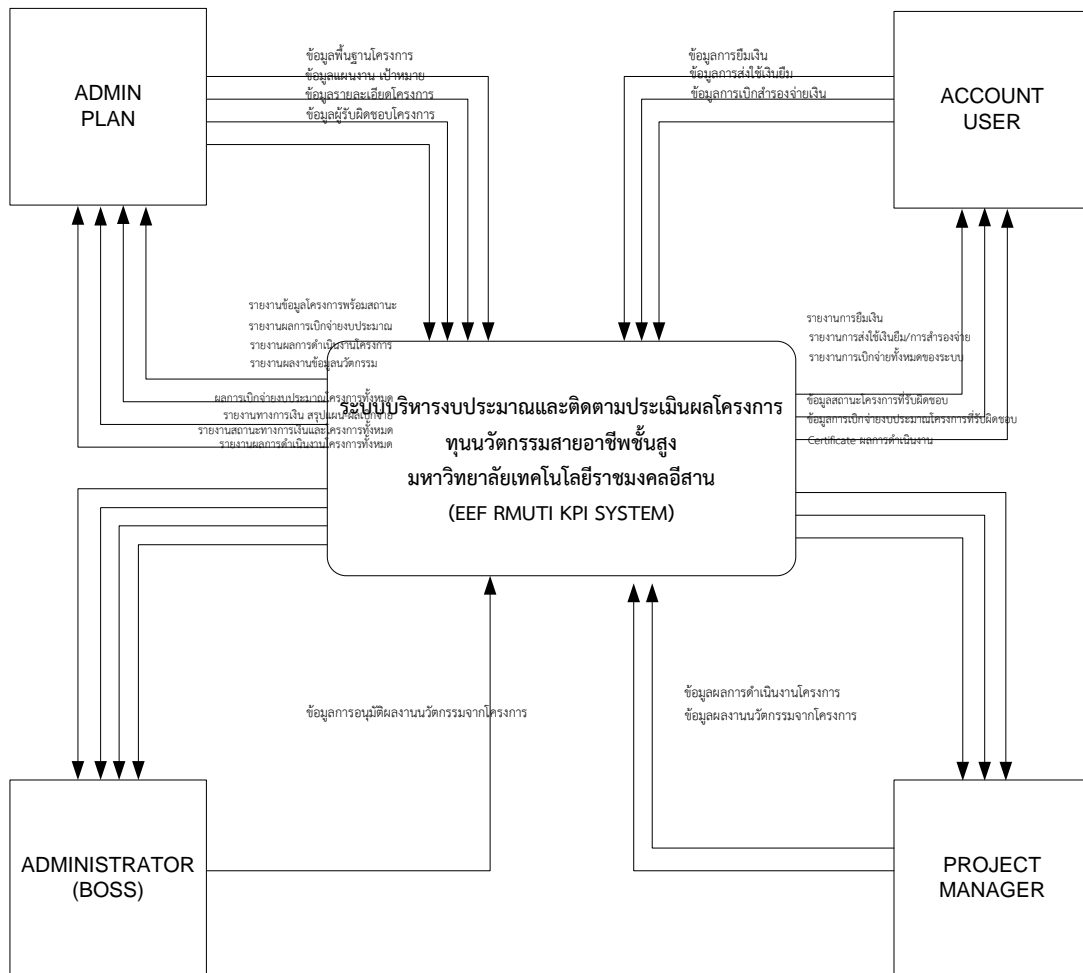 ADMIN
PLAN
ข้อมูลพื้นฐานโครงการ
ข้อมูลแผนงาน เป้าหมาย
ข้อมูลรายละเอียดโครงการ
ข้อมูลผู้รับผิดชอบโครงการ
ข้อมูลการยืมเงิน
ข้อมูลการส่งใช้เงินยืม
ข้อมูลการเบิกสำรองจ่ายเงิน
ACCOUNT
USER
รายงานข้อมูลโครงการพร้อมสถานะ
รายงานผลการเบิกจ่ายงบประมาณ
รายงานผลการดำเนินงานโครงการ
รายงานผลงานข้อมูลนวัตกรรม
รายงานการยืมเงิน
รายงานการส่งใช้เงินยืม/การสำรองจ่าย
รายงานการเบิกจ่ายทั้งหมดของระบบ
ผลการเบิกจ่ายงบประมาณโครงการทั้งหมด
รายงานทางการเงิน สรุปแผน-ผลเบิกจ่าย
รายงานสถานะทางการเงินและโครงการทั้งหมด
รายงานผลการดำเนินงานโครงการทั้งหมด
ระบบบริหารงบประมาณและติดตามประเมินผลโครงการ
ทุนนวัตกรรมสายอาชีพชั้นสูง
มหาวิทยาลัยเทคโนโลยีราชมงคลอีสาน
(EEF RMUTI KPI SYSTEM)
ข้อมูลสถานะโครงการที่รับผิดชอบ
ข้อมูลการเบิกจ่ายงบประมาณโครงการที่รับผิดชอบ
Certificate ผลการดำเนินงาน
ข้อมูลการอนุมัติผลงานนวัตกรรมจากโครงการ
ข้อมูลผลการดำเนินงานโครงการ
ข้อมูลผลงานนวัตกรรมจากโครงการ
ADMINISTRATOR
(BOSS)
PROJECT
MANAGER